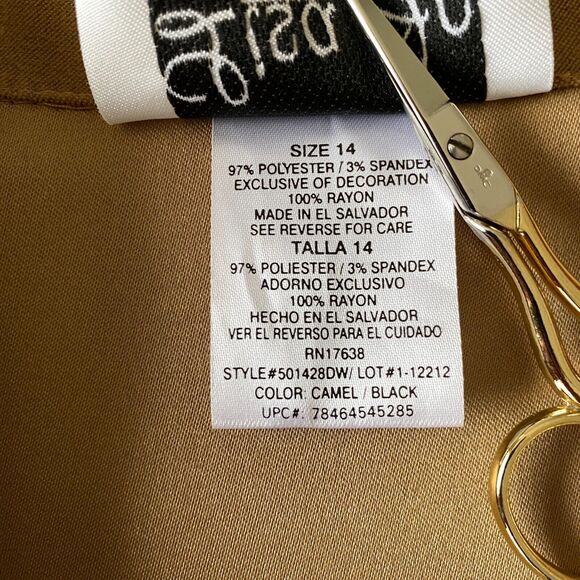 SIZE 14
97% POLYESTER / 3% SPANDEX
EXCLUSIVE OF DECORATION
100% RAYON
MADE IN EL SALVADOR
SEE REVERSE FOR CARE
TALLA 14
97% POLIESTER / 3% SPANDEX
ADORNO EXCLUSIVO
100% RAYON
HECHO EN EL SALVADOR
VER EL REVERSO PARA EL CUIDADO
RN17638
STYLE#501428DW/ LOT#1-12212
COLOR: CAMEL / BLACK
UPC#: 78464545285